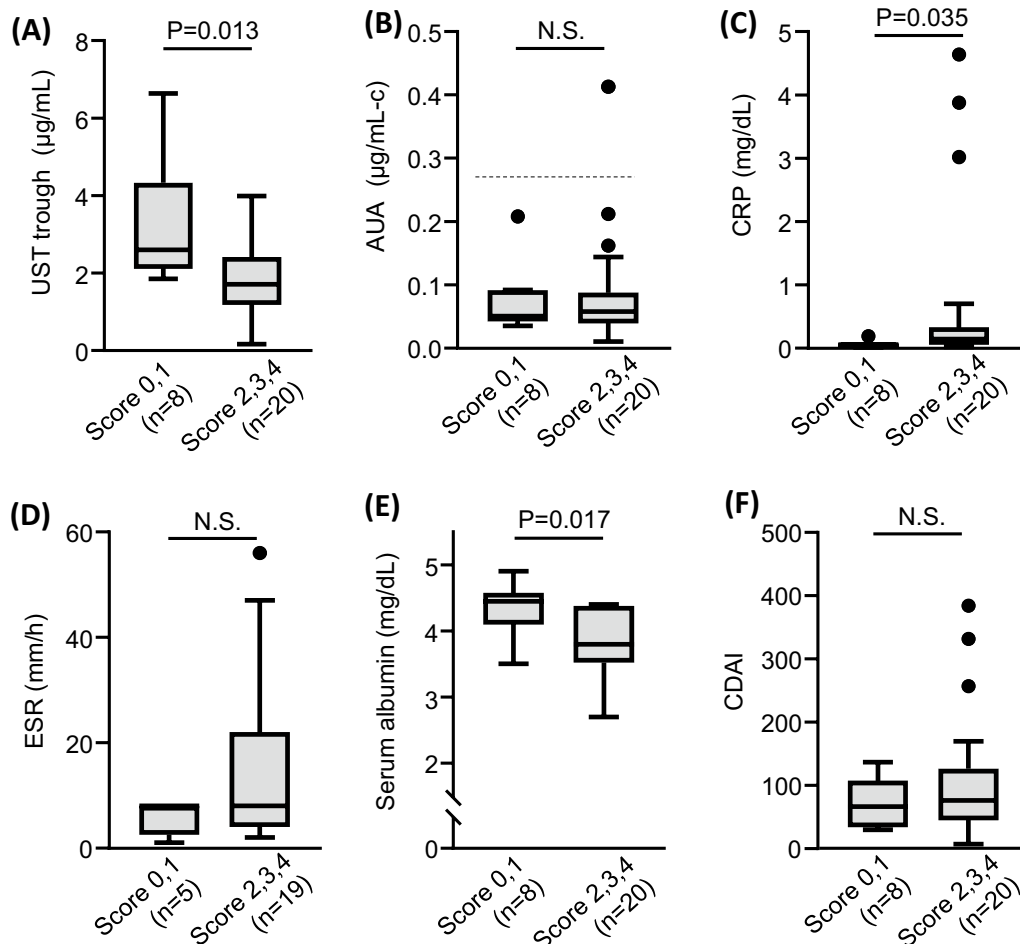 (A)
P=0.013
UST trough (μg/mL)
8
6
4
2
0
Score 0,1
(n=8)
Score 2,3,4
(n=20)
(B)
N.S.
AUA (μg/mL-c)
0.5
0.4
0.3
0.2
0.1
0.0
Score 0,1
(n=8)
Score 2,3,4
(n=20)
(C)
P=0.035
CRP (mg/dL)
5
4
3
2
1
0
Score 0,1
(n=8)
Score 2,3,4
(n=20)
(D)
N.S.
ESR (mm/h)
60
40
20
0
Score 0,1
(n=5)
Score 2,3,4
(n=19)
(E)
P=0.017
Serum albumin (mg/dL)
5
4
3
2
0
Score 0,1
(n=8)
Score 2,3,4
(n=20)
(F)
N.S.
CDAI
500
400
300
200
100
0
Score 0,1
(n=8)
Score 2,3,4
(n=20)